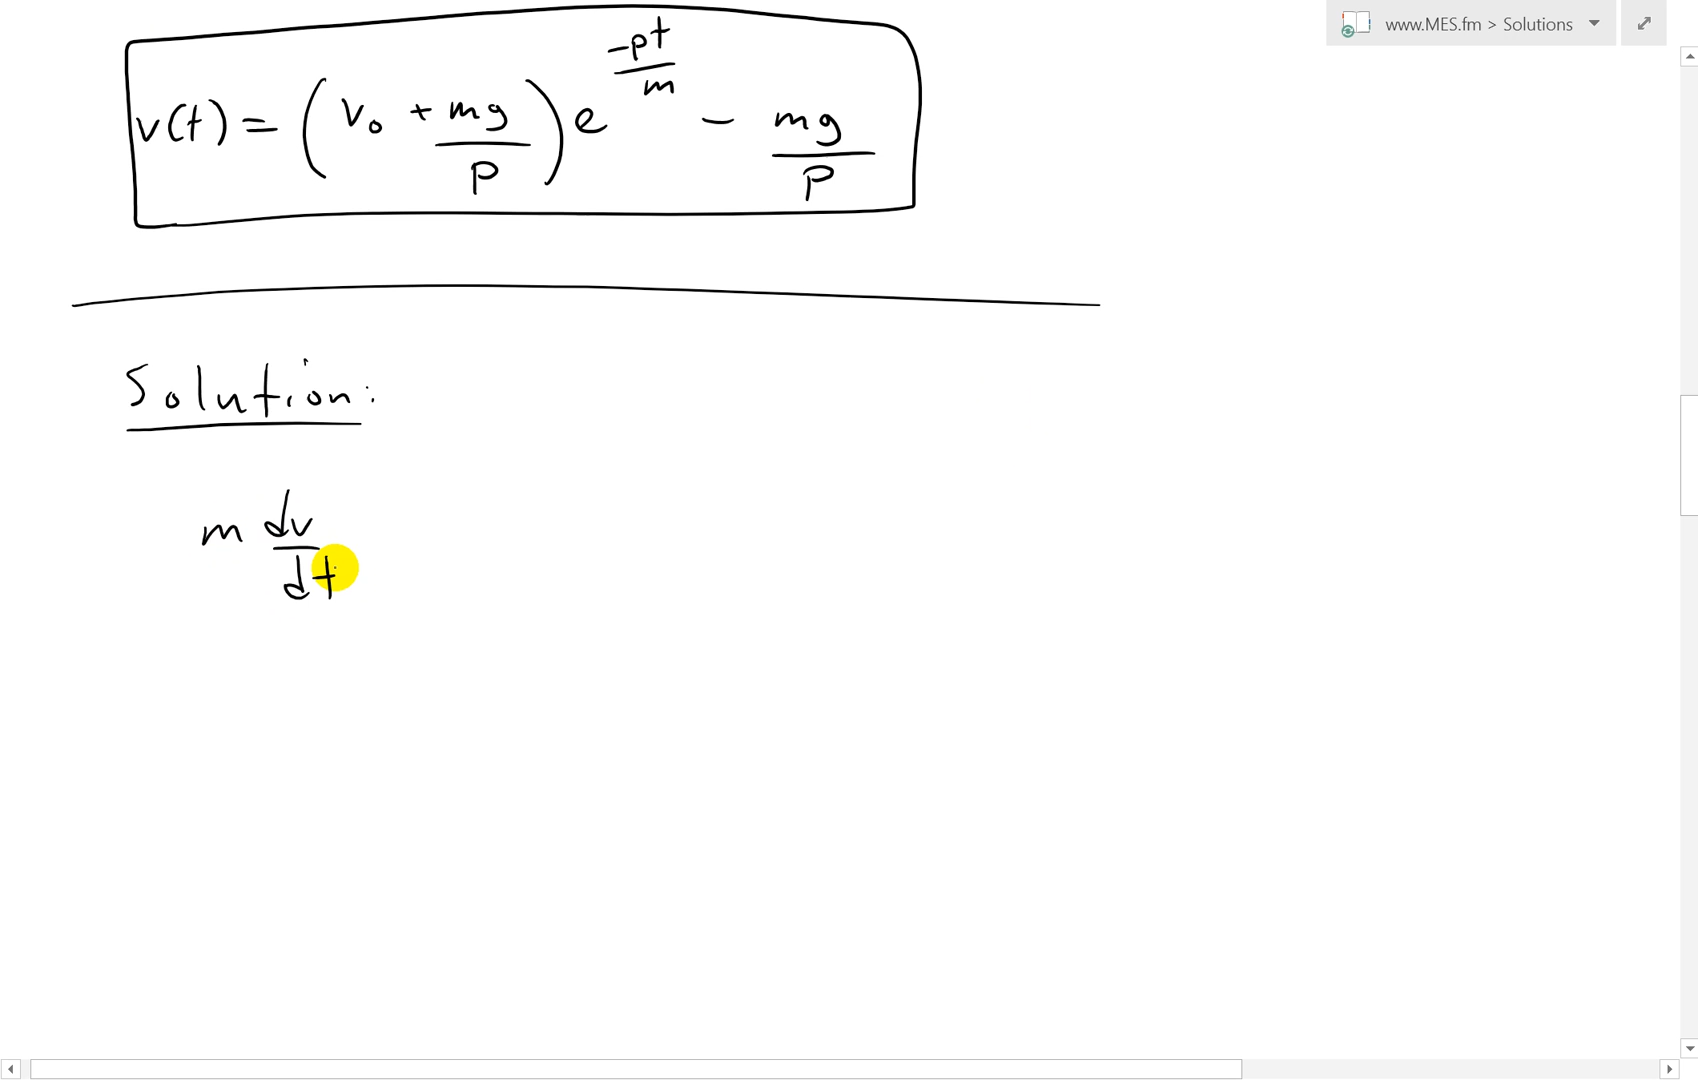 www.MES.fm > Solutions
v(t) = (v₀ + mg/p) e^(-pt/m) - mg/p
Solution:
m dv/dt